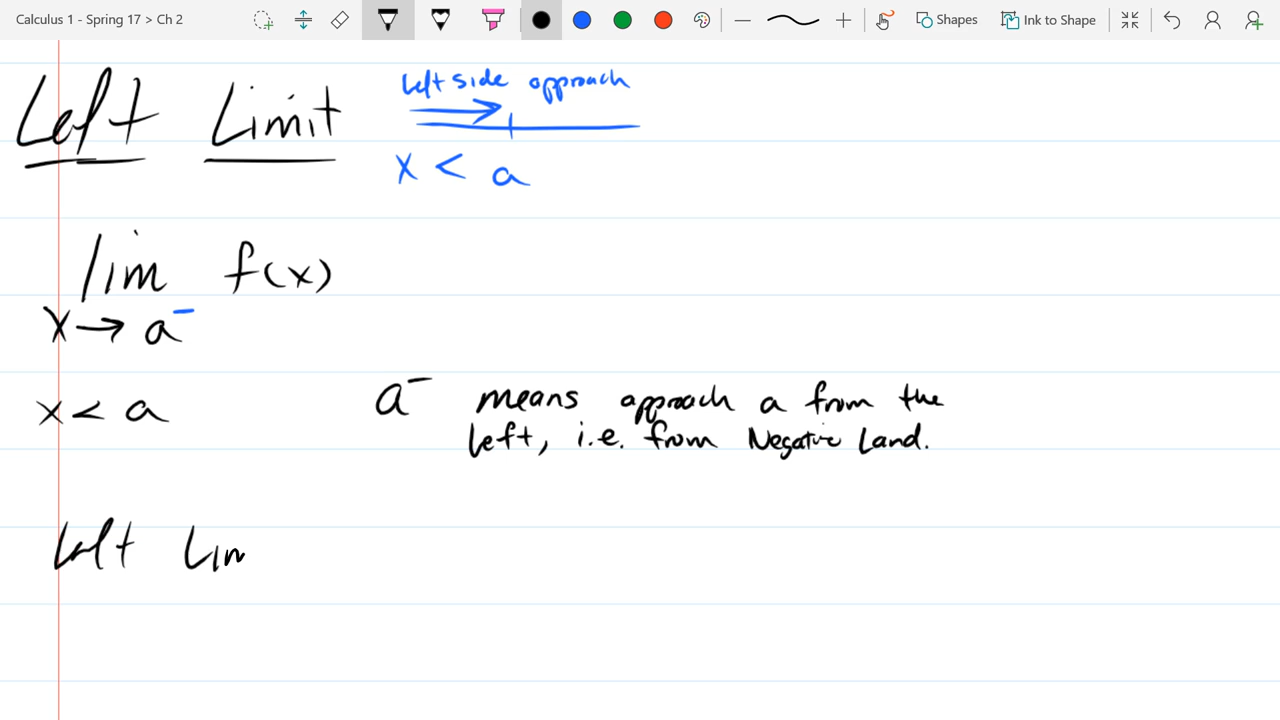 Calculus 1 - Spring 17 > Ch 2
Shapes
Ink to Shape
Left Limit
left side approach
x < a
lim f(x)
x → a⁻
x < a
a⁻ means approach a from the
left, i.e. from Negative Land.
Left Lim